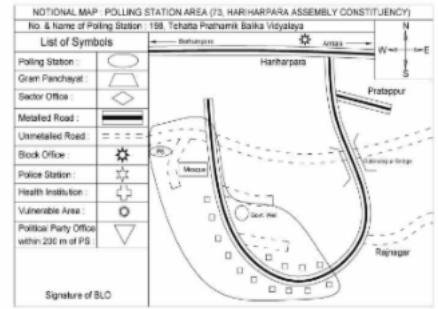 NOTIONAL MAP : POLLING STATION AREA (73, HARIHARPARA ASSEMBLY CONSTITUENCY)
No. & Name of Polling Station : 198, Tehatta Prathamik Balika Vidyalaya
List of Symbols
Polling Station :
Gram Panchayat :
Sector Office :
Metalled Road :
Unmetalled Road :
Block Office :
Police Station :
Health Institution :
Vulnerable Area :
Political Party Office
within 200 m of PS :
Signature of BLO
Berhampore
Amtala
Hariharpara
N
W
E
S
Pratappur
PS
Mosque
Govt. Well
Bridge
Rajnagar